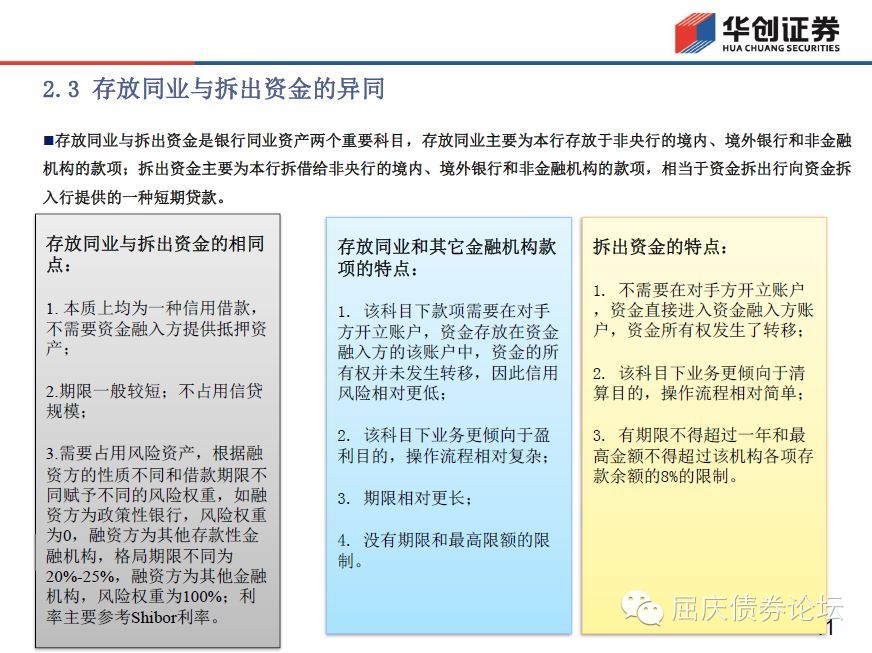 华创证券
HUA CHUANG SECURITIES
2.3 存放同业与拆出资金的异同
■存放同业与拆出资金是银行同业资产两个重要科目，存放同业主要为本行存放于非央行的境内、境外银行和非金融
机构的款项；拆出资金主要为本行拆借给非央行的境内、境外银行和非金融机构的款项，相当于资金拆出行向资金拆
入行提供的一种短期贷款。
存放同业与拆出资金的相同
点：
1. 本质上均为一种信用借款，
不需要资金融入方提供抵押资
产；
2.期限一般较短；不占用信贷
规模；
3.需要占用风险资产，根据融
资方的性质不同和借款期限不
同赋予不同的风险权重，如融
资方为政策性银行，风险权重
为0，融资方为其他存款性金
融机构，格局期限不同为
20%-25%，融资方为其他金融
机构，风险权重为100%；利
率主要参考Shibor利率。
存放同业和其它金融机构款
项的特点：
1. 该科目下款项需要在对手
方开立账户，资金存放在资金
融入方的该账户中，资金的所
有权并未发生转移，因此信用
风险相对更低；
2. 该科目下业务更倾向于盈
利目的，操作流程相对复杂；
3. 期限相对更长；
4. 没有期限和最高限额的限
制。
拆出资金的特点：
1. 不需要在对手方开立账户
，资金直接进入资金融入方账
户，资金所有权发生了转移；
2. 该科目下业务更倾向于清
算目的，操作流程相对简单；
3. 有期限不得超过一年和最
高金额不得超过该机构各项存
款余额的8%的限制。
屈庆债券论坛